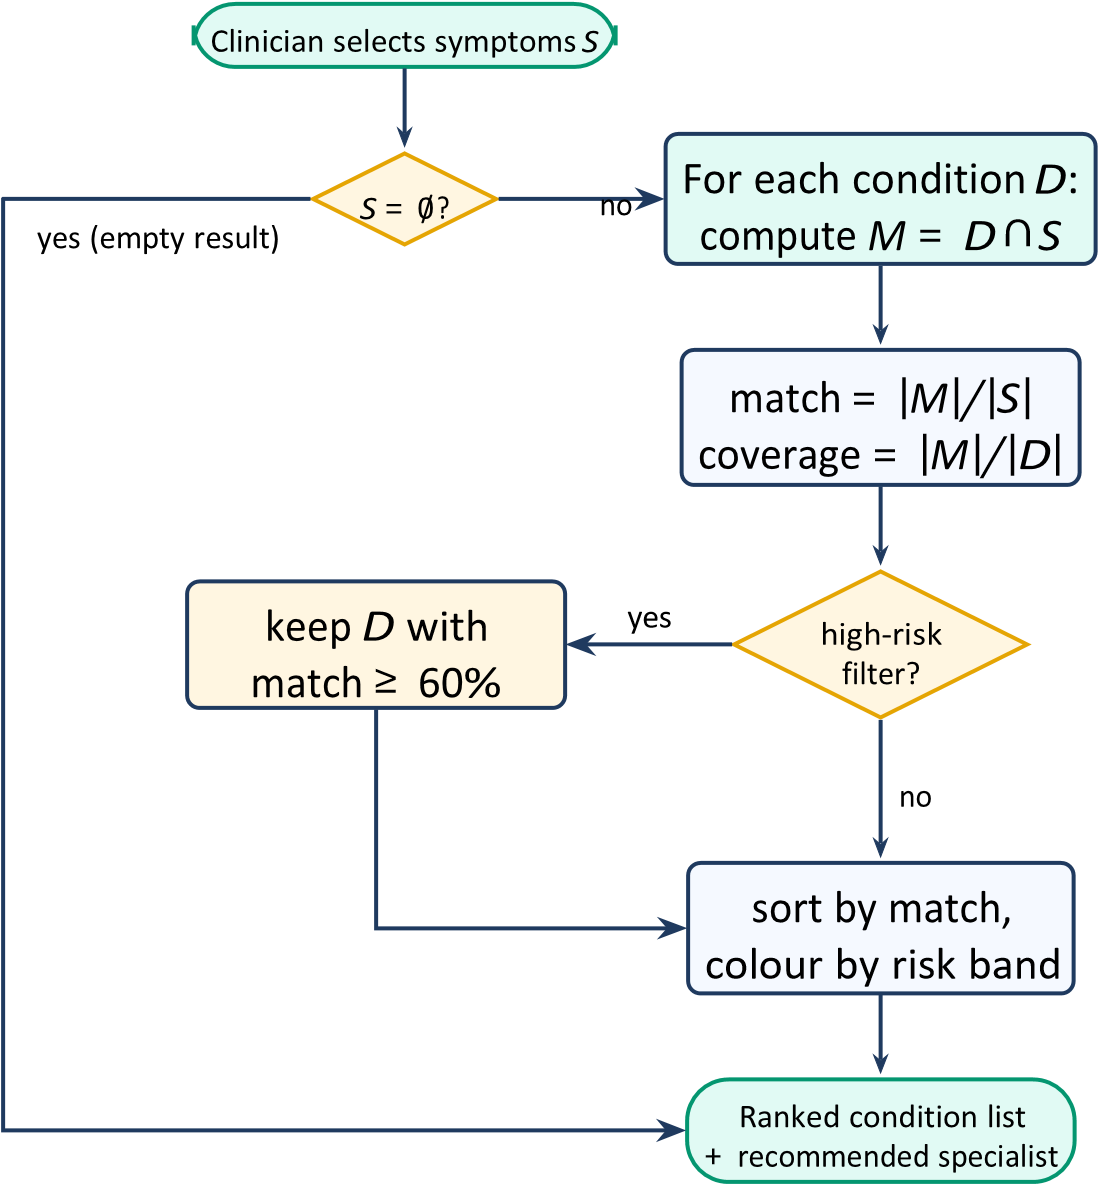 Clinician selects symptoms S
S = ∅?
no
yes (empty result)
For each condition D:
compute M = D ∩ S
match = |M|/|S|
coverage = |M|/|D|
high-risk
filter?
yes
keep D with
match ≥ 60%
no
sort by match,
colour by risk band
Ranked condition list
+ recommended specialist